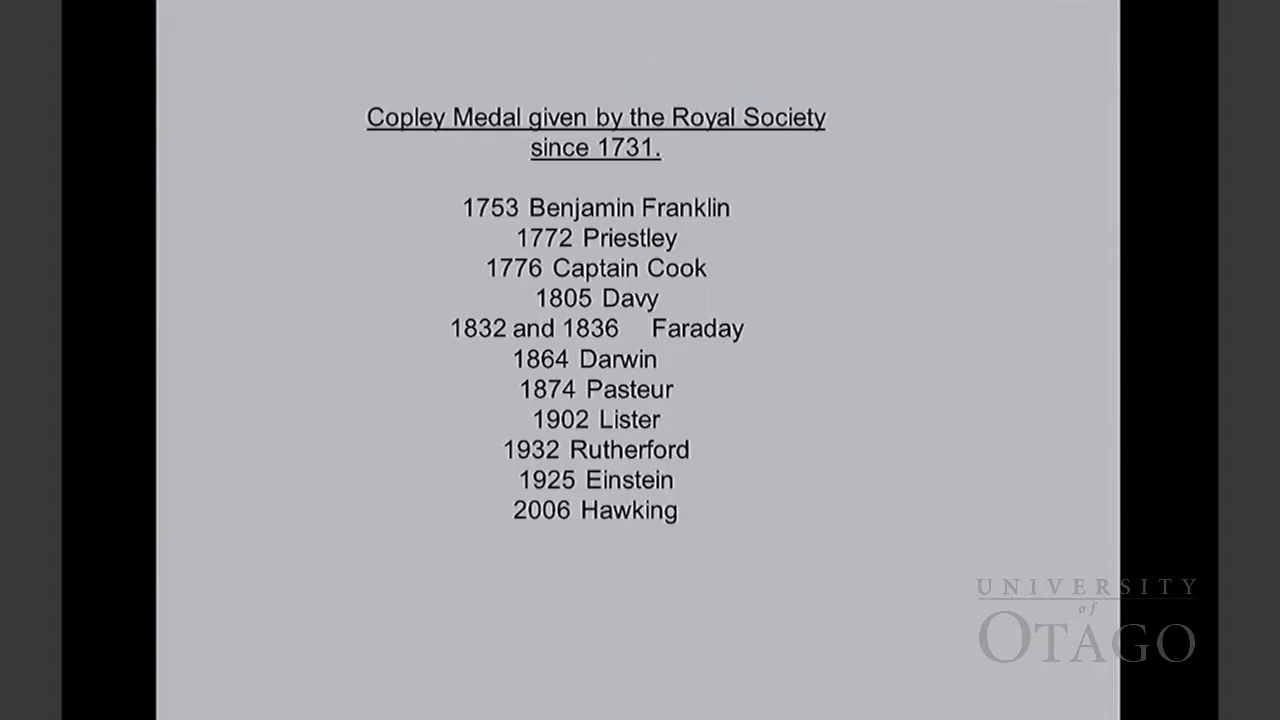 Copley Medal given by the Royal Society
since 1731.
1753 Benjamin Franklin
1772 Priestley
1776 Captain Cook
1805 Davy
1832 and 1836 Faraday
1864 Darwin
1874 Pasteur
1902 Lister
1932 Rutherford
1925 Einstein
2006 Hawking
UNIVERSITY
of
OTAGO